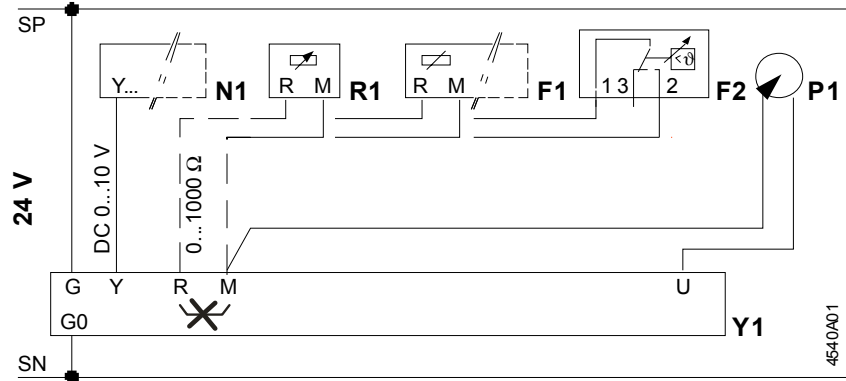 SP
Y... N1
R M R1
R M F1
<ϑ
1 3 2 F2
P1
24 V
DC 0...10 V
0...1000 Ω
G Y R M U
G0
Y1
SN
4540A01